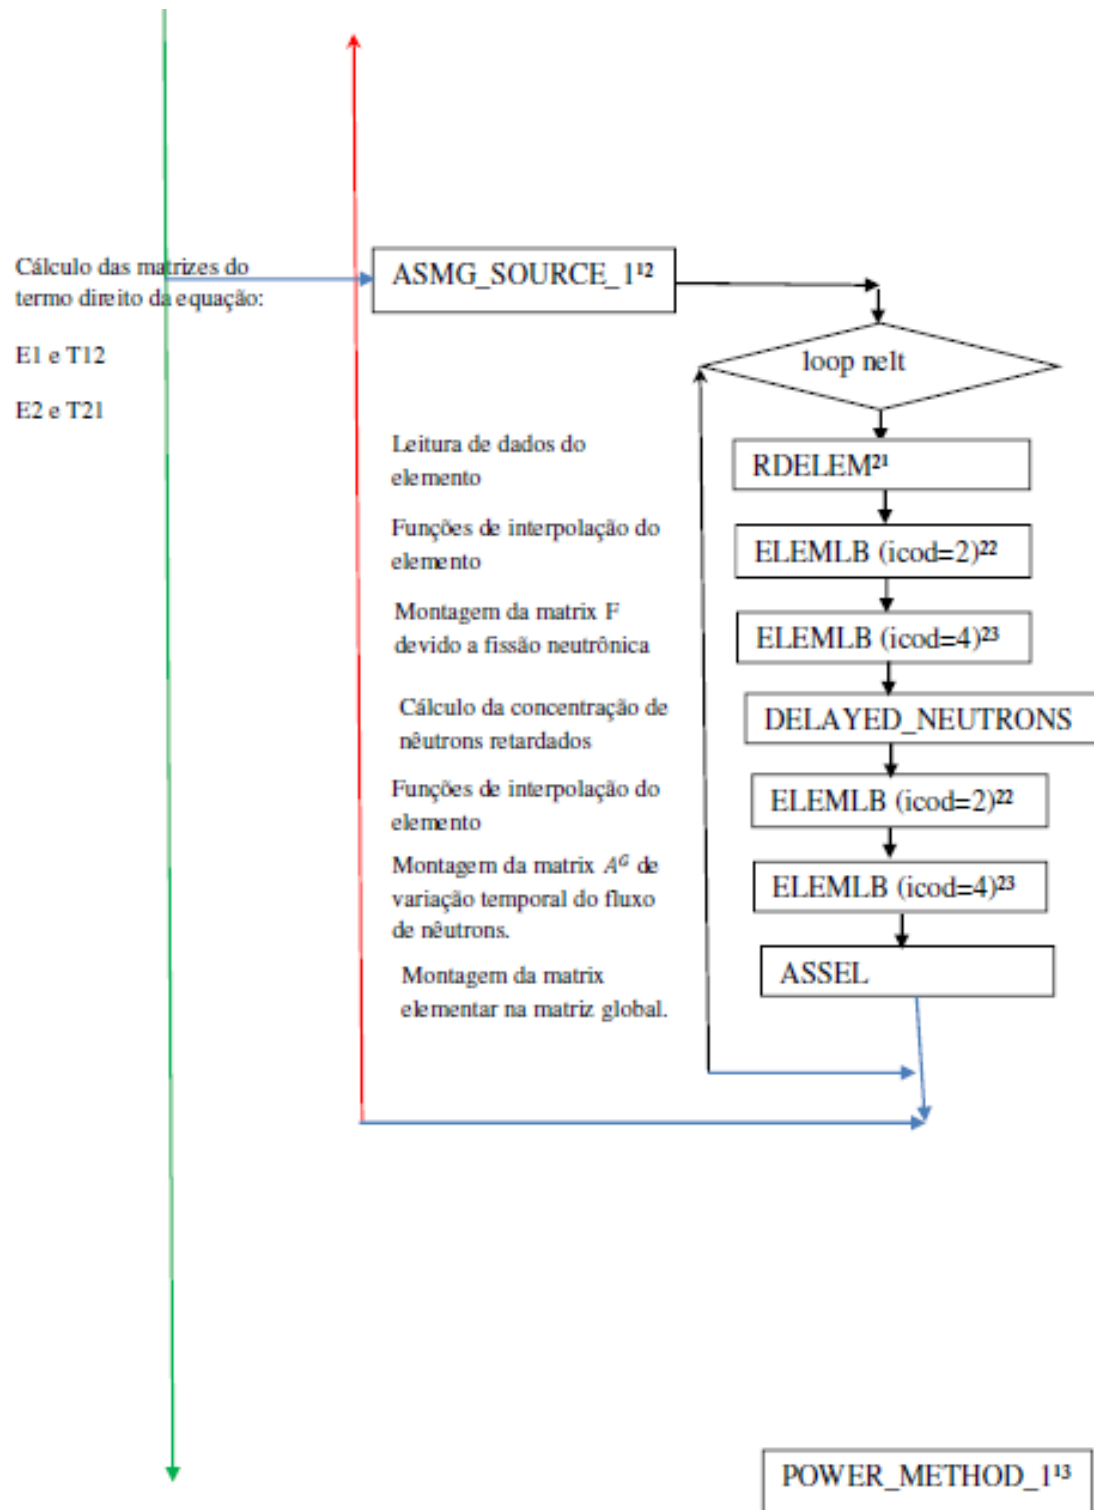 Cálculo das matrizes do
termo direito da equação:
E1 e T12
E2 e T21
ASMG_SOURCE_1¹²
loop nelt
Leitura de dados do
elemento
RDELEM²¹
Funções de interpolação do
elemento
ELEMLB (icod=2)²²
Montagem da matrix F
devido a fissão neutrônica
ELEMLB (icod=4)²³
Cálculo da concentração de
nêutrons retardados
DELAYED_NEUTRONS
Funções de interpolação do
elemento
ELEMLB (icod=2)²²
Montagem da matrix Aᴳ de
variação temporal do fluxo
de nêutrons.
ELEMLB (icod=4)²³
Montagem da matrix
elementar na matriz global.
ASSEL
POWER_METHOD_1¹³